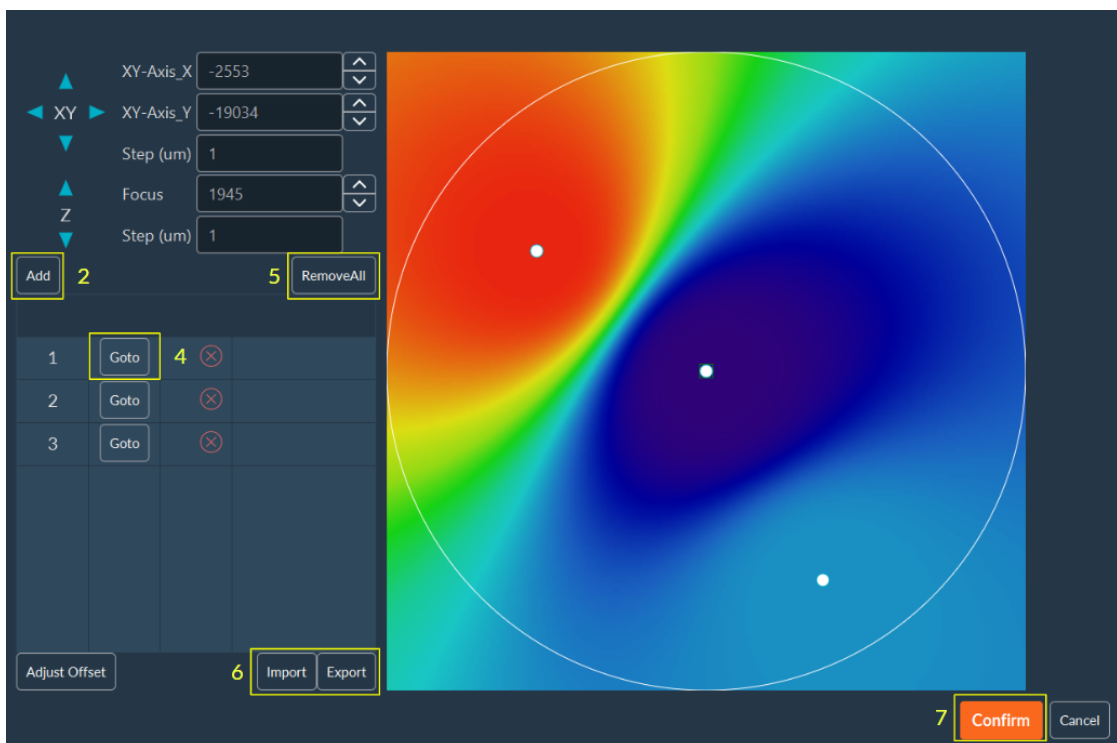 XY-Axis_X -2553
XY XY-Axis_Y -19034
Step (um) 1
Focus 1945
Z
Step (um) 1
Add 2 5 RemoveAll
1 Goto 4
2 Goto
3 Goto
Adjust Offset 6 Import Export
7 Confirm Cancel